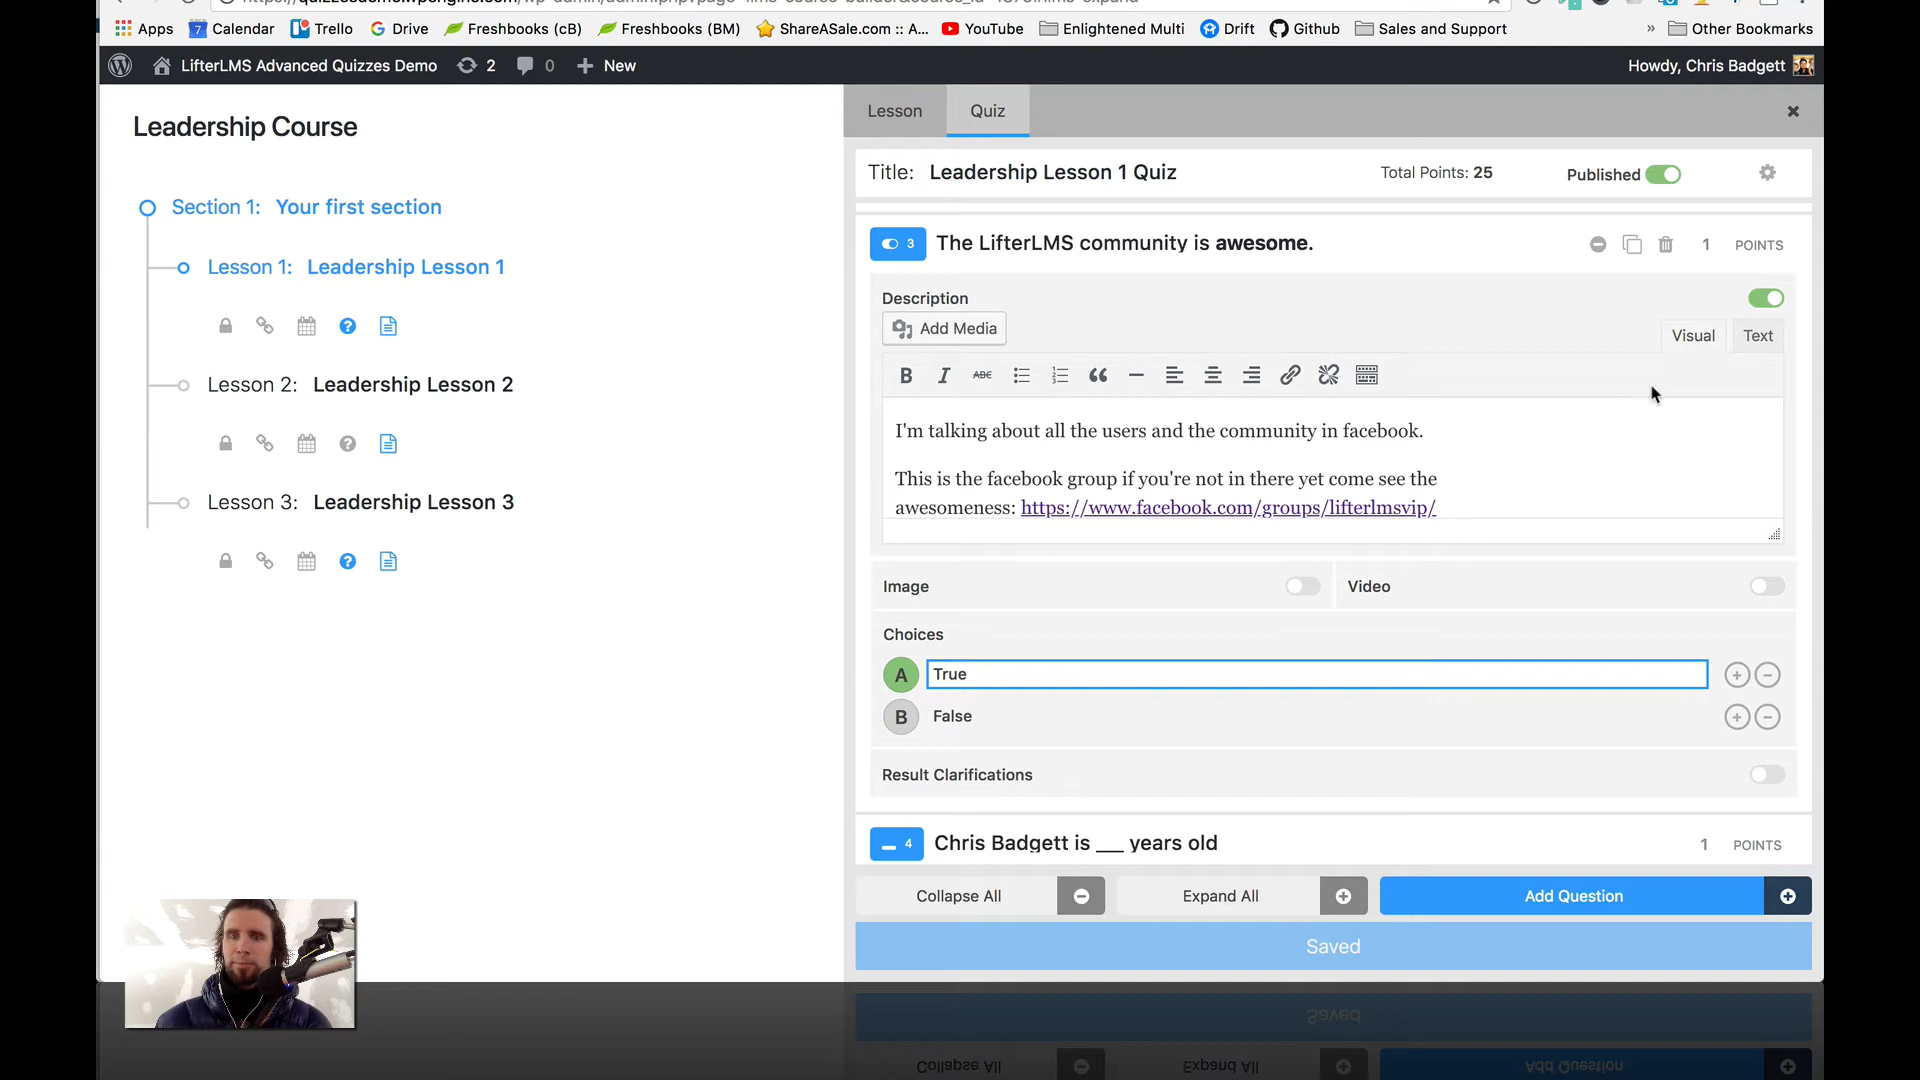 Apps
Calendar
Trello
Drive
Freshbooks (cB)
Freshbooks (BM)
ShareASale.com :: A...
YouTube
Enlightened Multi
Drift
Github
Sales and Support
»
Other Bookmarks
LifterLMS Advanced Quizzes Demo
2
0
New
Howdy, Chris Badgett
Leadership Course
Section 1: Your first section
Lesson 1: Leadership Lesson 1
Lesson 2: Leadership Lesson 2
Lesson 3: Leadership Lesson 3
Lesson
Quiz
Title: Leadership Lesson 1 Quiz
Total Points: 25
Published
3
The LifterLMS community is awesome.
1 POINTS
Description
Add Media
Visual
Text
B I ABC
I'm talking about all the users and the community in facebook.
This is the facebook group if you're not in there yet come see the
awesomeness: https://www.facebook.com/groups/lifterlmsvip/
Image
Video
Choices
A True
B False
Result Clarifications
4
Chris Badgett is ___ years old
1 POINTS
Collapse All
Expand All
Add Question
Saved